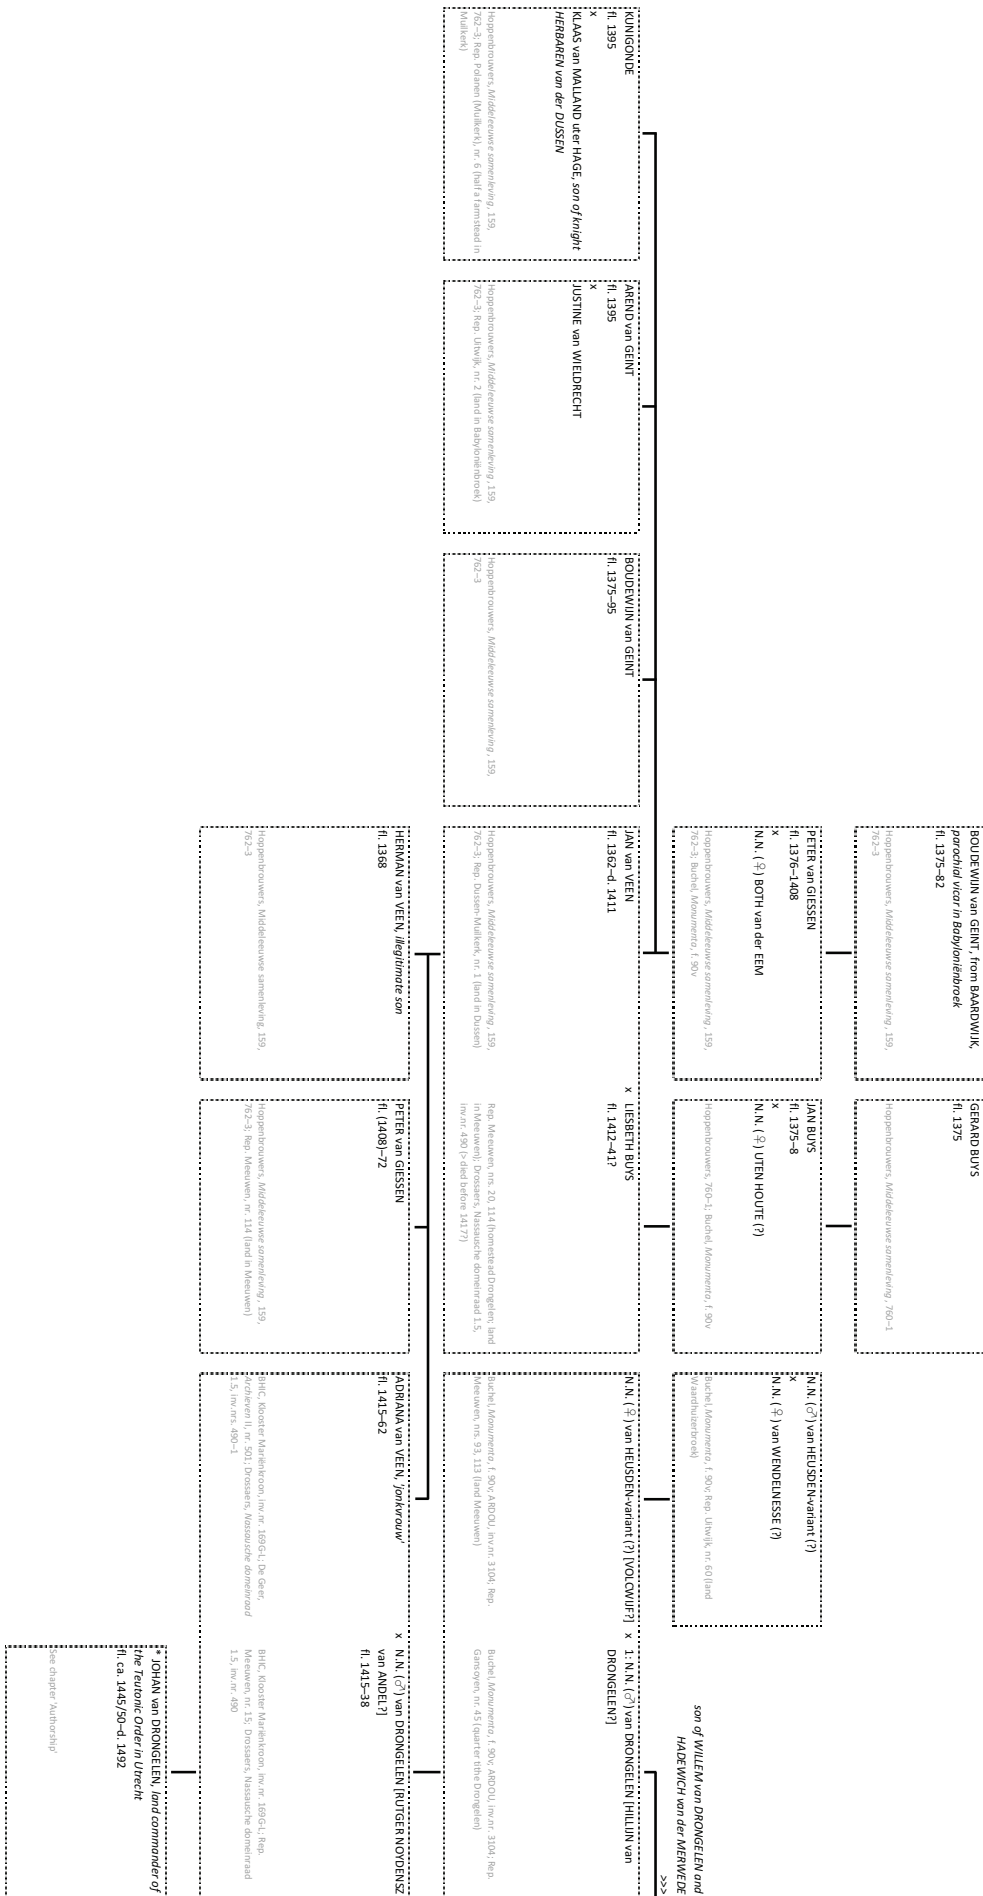 BOUDEWIJN van GEINT, from BAARDWIJK,
parochial vicar in Babyloniënbroek
fl. 1375–82
Hoppenbrouwers, Middeleeuwse samenleving, 159,
762–3
GERARD BUYS
fl. 1375
Hoppenbrouwers, Middeleeuwse samenleving, 760–1
PETER van GIESSEN
fl. 1376–1408
x
N.N. (♀) BOTH van der EEM
Hoppenbrouwers, Middeleeuwse samenleving, 159,
762–3; Buchel, Monumenta, f. 90v
JAN BUYS
fl. 1375–8
x
N.N. (♀) UTEN HOUTE (?)
Hoppenbrouwers, 760–1; Buchel, Monumenta, f. 90v
N.N. (♂) van HEUSDEN-variant (?)
x
N.N. (♀) van WENDELNESSE (?)
Buchel, Monumenta, f. 90v; Rep. Uitwijk, nr. 60 (land
Waardhuizerbroek)
son of WILLEM van DRONGELEN and
HADEWICH van der MERWEDE
>>>
KUNIGONDE
fl. 1395
x
KLAAS van MALLAND uter HAGE, son of knight
HERBAREN van der DUSSEN
Hoppenbrouwers, Middeleeuwse samenleving, 159,
762–3; Rep. Polanen (Muilkerk), nr. 6 (half a farmstead in
Muilkerk)
AREND van GEINT
fl. 1395
x
JUSTINE van WIELDRECHT
Hoppenbrouwers, Middeleeuwse samenleving, 159,
762–3; Rep. Uitwijk, nr. 2 (land in Babyloniënbroek)
BOUDEWIJN van GEINT
fl. 1375–95
Hoppenbrouwers, Middeleeuwse samenleving, 159,
762–3
JAN van VEEN
fl. 1362–d. 1411
Hoppenbrouwers, Middeleeuwse samenleving, 159,
762–3; Rep. Dussen-Muilkerk, nr. 1 (land in Dussen)
x LIESBETH BUYS
fl. 1412–41?
Rep. Meeuwen, nrs. 20, 114 (homestead Drongelen; land
in Meeuwen); Drossaers, Nassausche domeinraad 1.5,
inv.nr. 490 (> died before 1417?)
N.N. (♀) van HEUSDEN-variant (?) [VOLCWIJF?]
Buchel, Monumenta, f. 90v; ARDOU, inv.nr. 3104; Rep.
Meeuwen, nrs. 93, 113 (land Meeuwen)
x 1: N.N. (♂) van DRONGELEN [HILLIJN van
DRONGELEN?]
Buchel, Monumenta, f. 90v; ARDOU, inv.nr. 3104; Rep.
Gansoyen, nr. 45 (quarter tithe Drongelen)
HERMAN van VEEN, illegitimate son
fl. 1368
Hoppenbrouwers, Middeleeuwse samenleving, 159,
762–3
PETER van GIESSEN
fl. (1408)–72
Hoppenbrouwers, Middeleeuwse samenleving, 159,
762–3; Rep. Meeuwen, nr. 114 (land in Meeuwen)
ADRIANA van VEEN, 'jonkvrouw'
fl. 1415–62
BHIC, Klooster Mariënkroon, inv.nr. 169G-L; De Geer,
Archieven II, nr. 501; Drossaers, Nassausche domeinraad
1.5, inv.nrs. 490–1
x N.N. (♂) van DRONGELEN [RUTGER NOYDENSZ
van ANDEL?]
fl. 1415–38
BHIC, Klooster Mariënkroon, inv.nr. 169G-L; Rep.
Meeuwen, nr. 15; Drossaers, Nassausche domeinraad
1.5, inv.nr. 490
* JOHAN van DRONGELEN, land commander of
the Teutonic Order in Utrecht
fl. ca. 1445/50–d. 1492
See chapter 'Authorship'